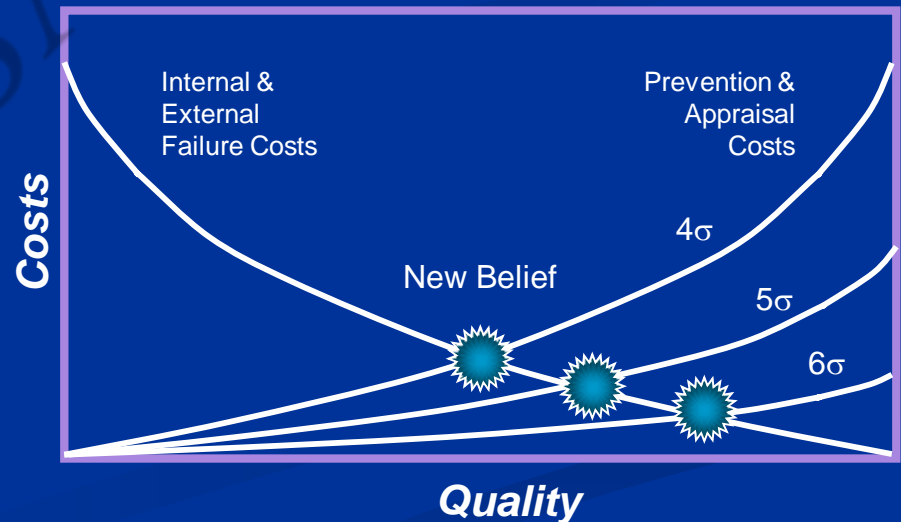 Internal &
External
Failure Costs
Prevention &
Appraisal
Costs
Costs
4σ
New Belief
5σ
6σ
Quality